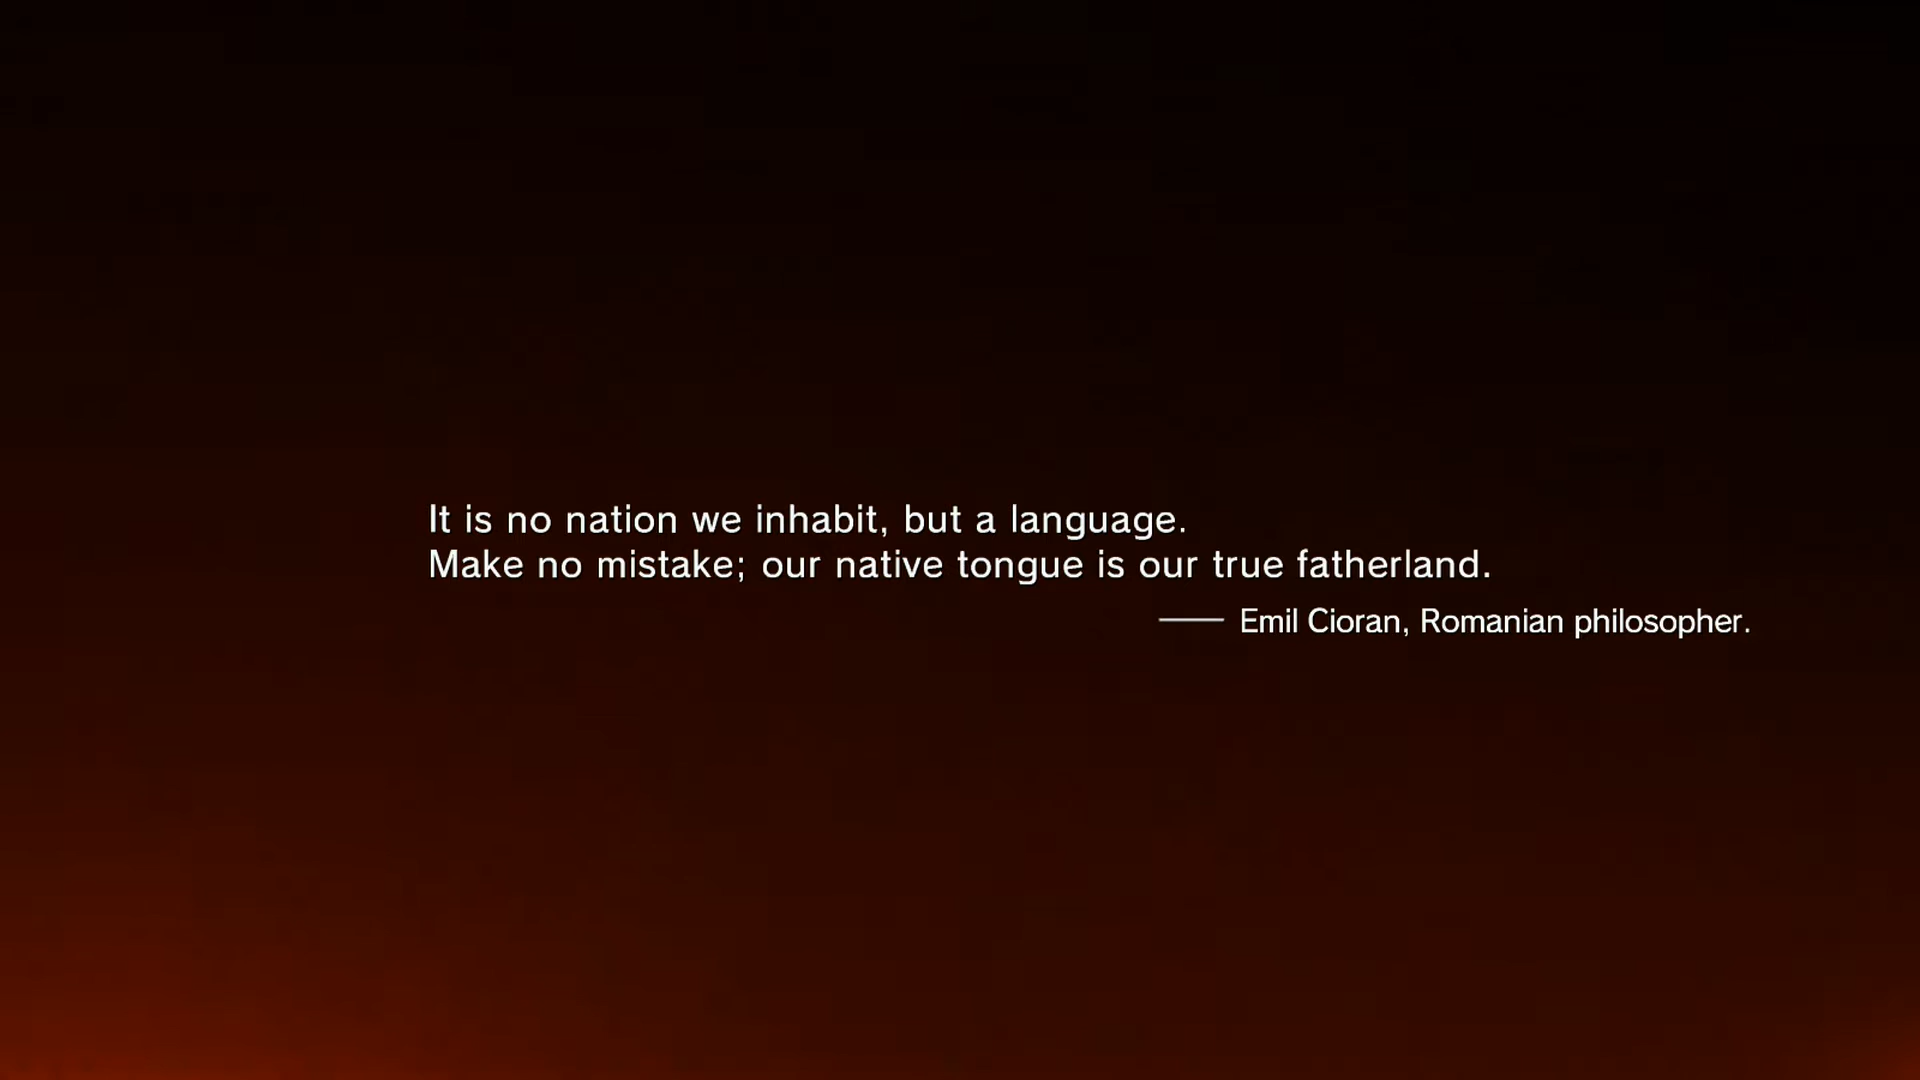 It is no nation we inhabit, but a language.
Make no mistake; our native tongue is our true fatherland.
—— Emil Cioran, Romanian philosopher.